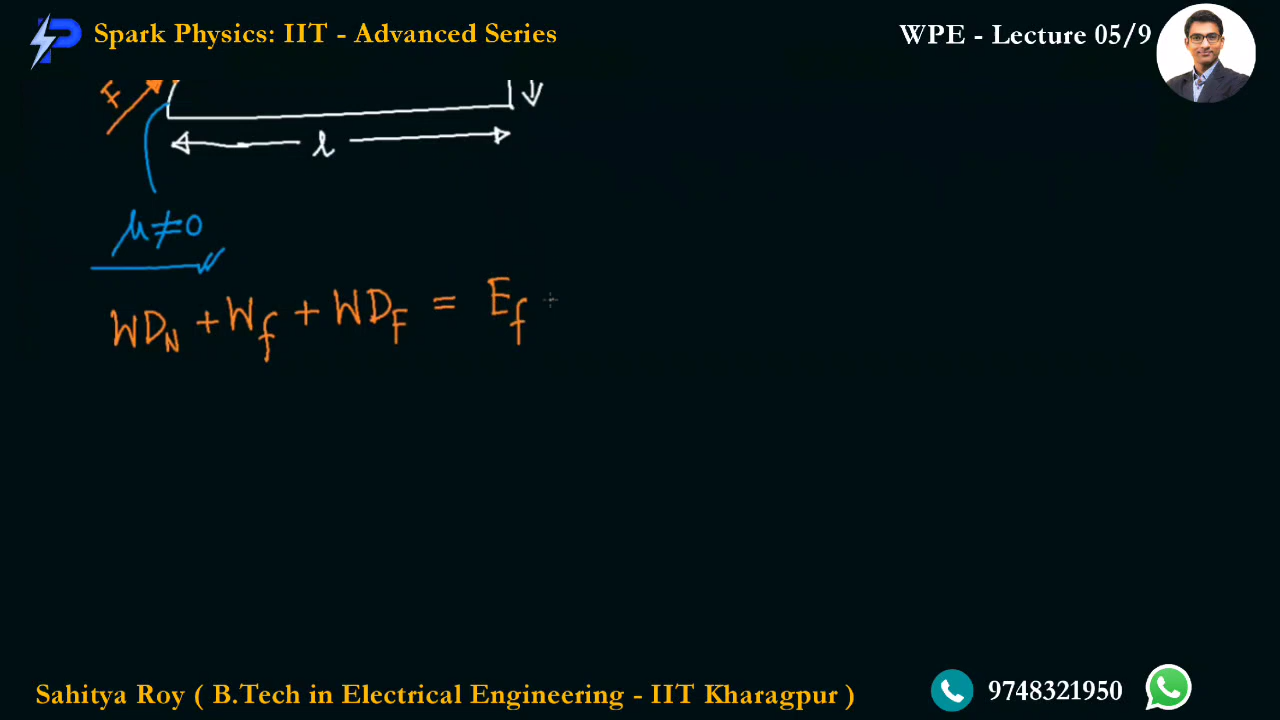 Spark Physics: IIT - Advanced Series
WPE - Lecture 05/9
F
l
μ≠0
WD_N + W_f + WD_F = E_f
Sahitya Roy ( B.Tech in Electrical Engineering - IIT Kharagpur )
9748321950